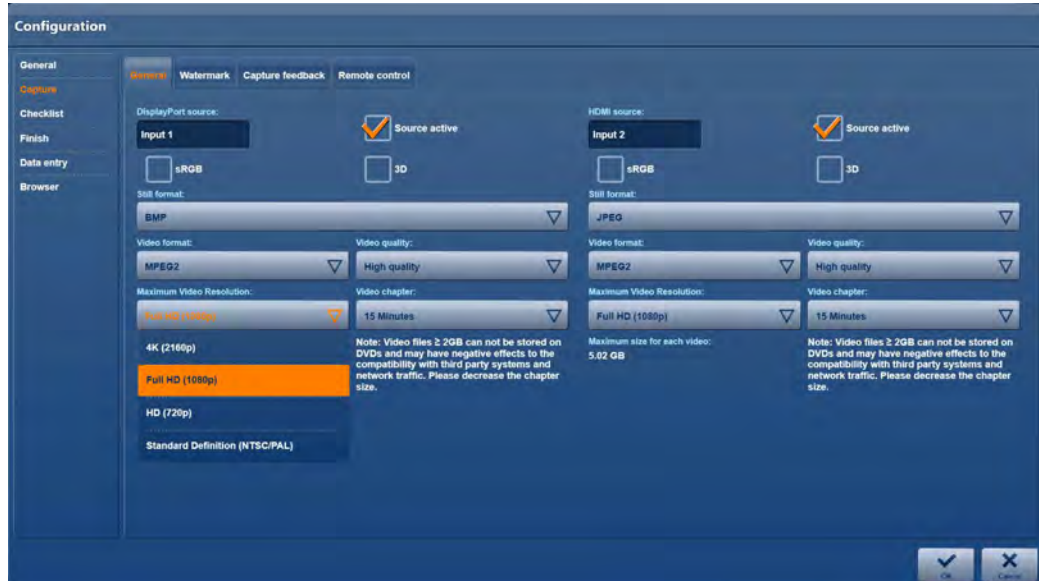 Configuration
General
Capture
Checklist
Finish
Data entry
Browser
General Watermark Capture feedback Remote control
DisplayPort source:
Input 1
Source active
sRGB
3D
Still format:
BMP
Video format:
MPEG2
Video quality:
High quality
Maximum Video Resolution:
Full HD (1080p)
Video chapter:
15 Minutes
4K (2160p)
Full HD (1080p)
HD (720p)
Standard Definition (NTSC/PAL)
Note: Video files ≥ 2GB can not be stored on
DVDs and may have negative effects to the
compatibility with third party systems and
network traffic. Please decrease the chapter
size.
HDMI source:
Input 2
Source active
sRGB
3D
Still format:
JPEG
Video format:
MPEG2
Video quality:
High quality
Maximum Video Resolution:
Full HD (1080p)
Video chapter:
15 Minutes
Maximum size for each video:
5.02 GB
Note: Video files ≥ 2GB can not be stored on
DVDs and may have negative effects to the
compatibility with third party systems and
network traffic. Please decrease the chapter
size.
OK
Cancel